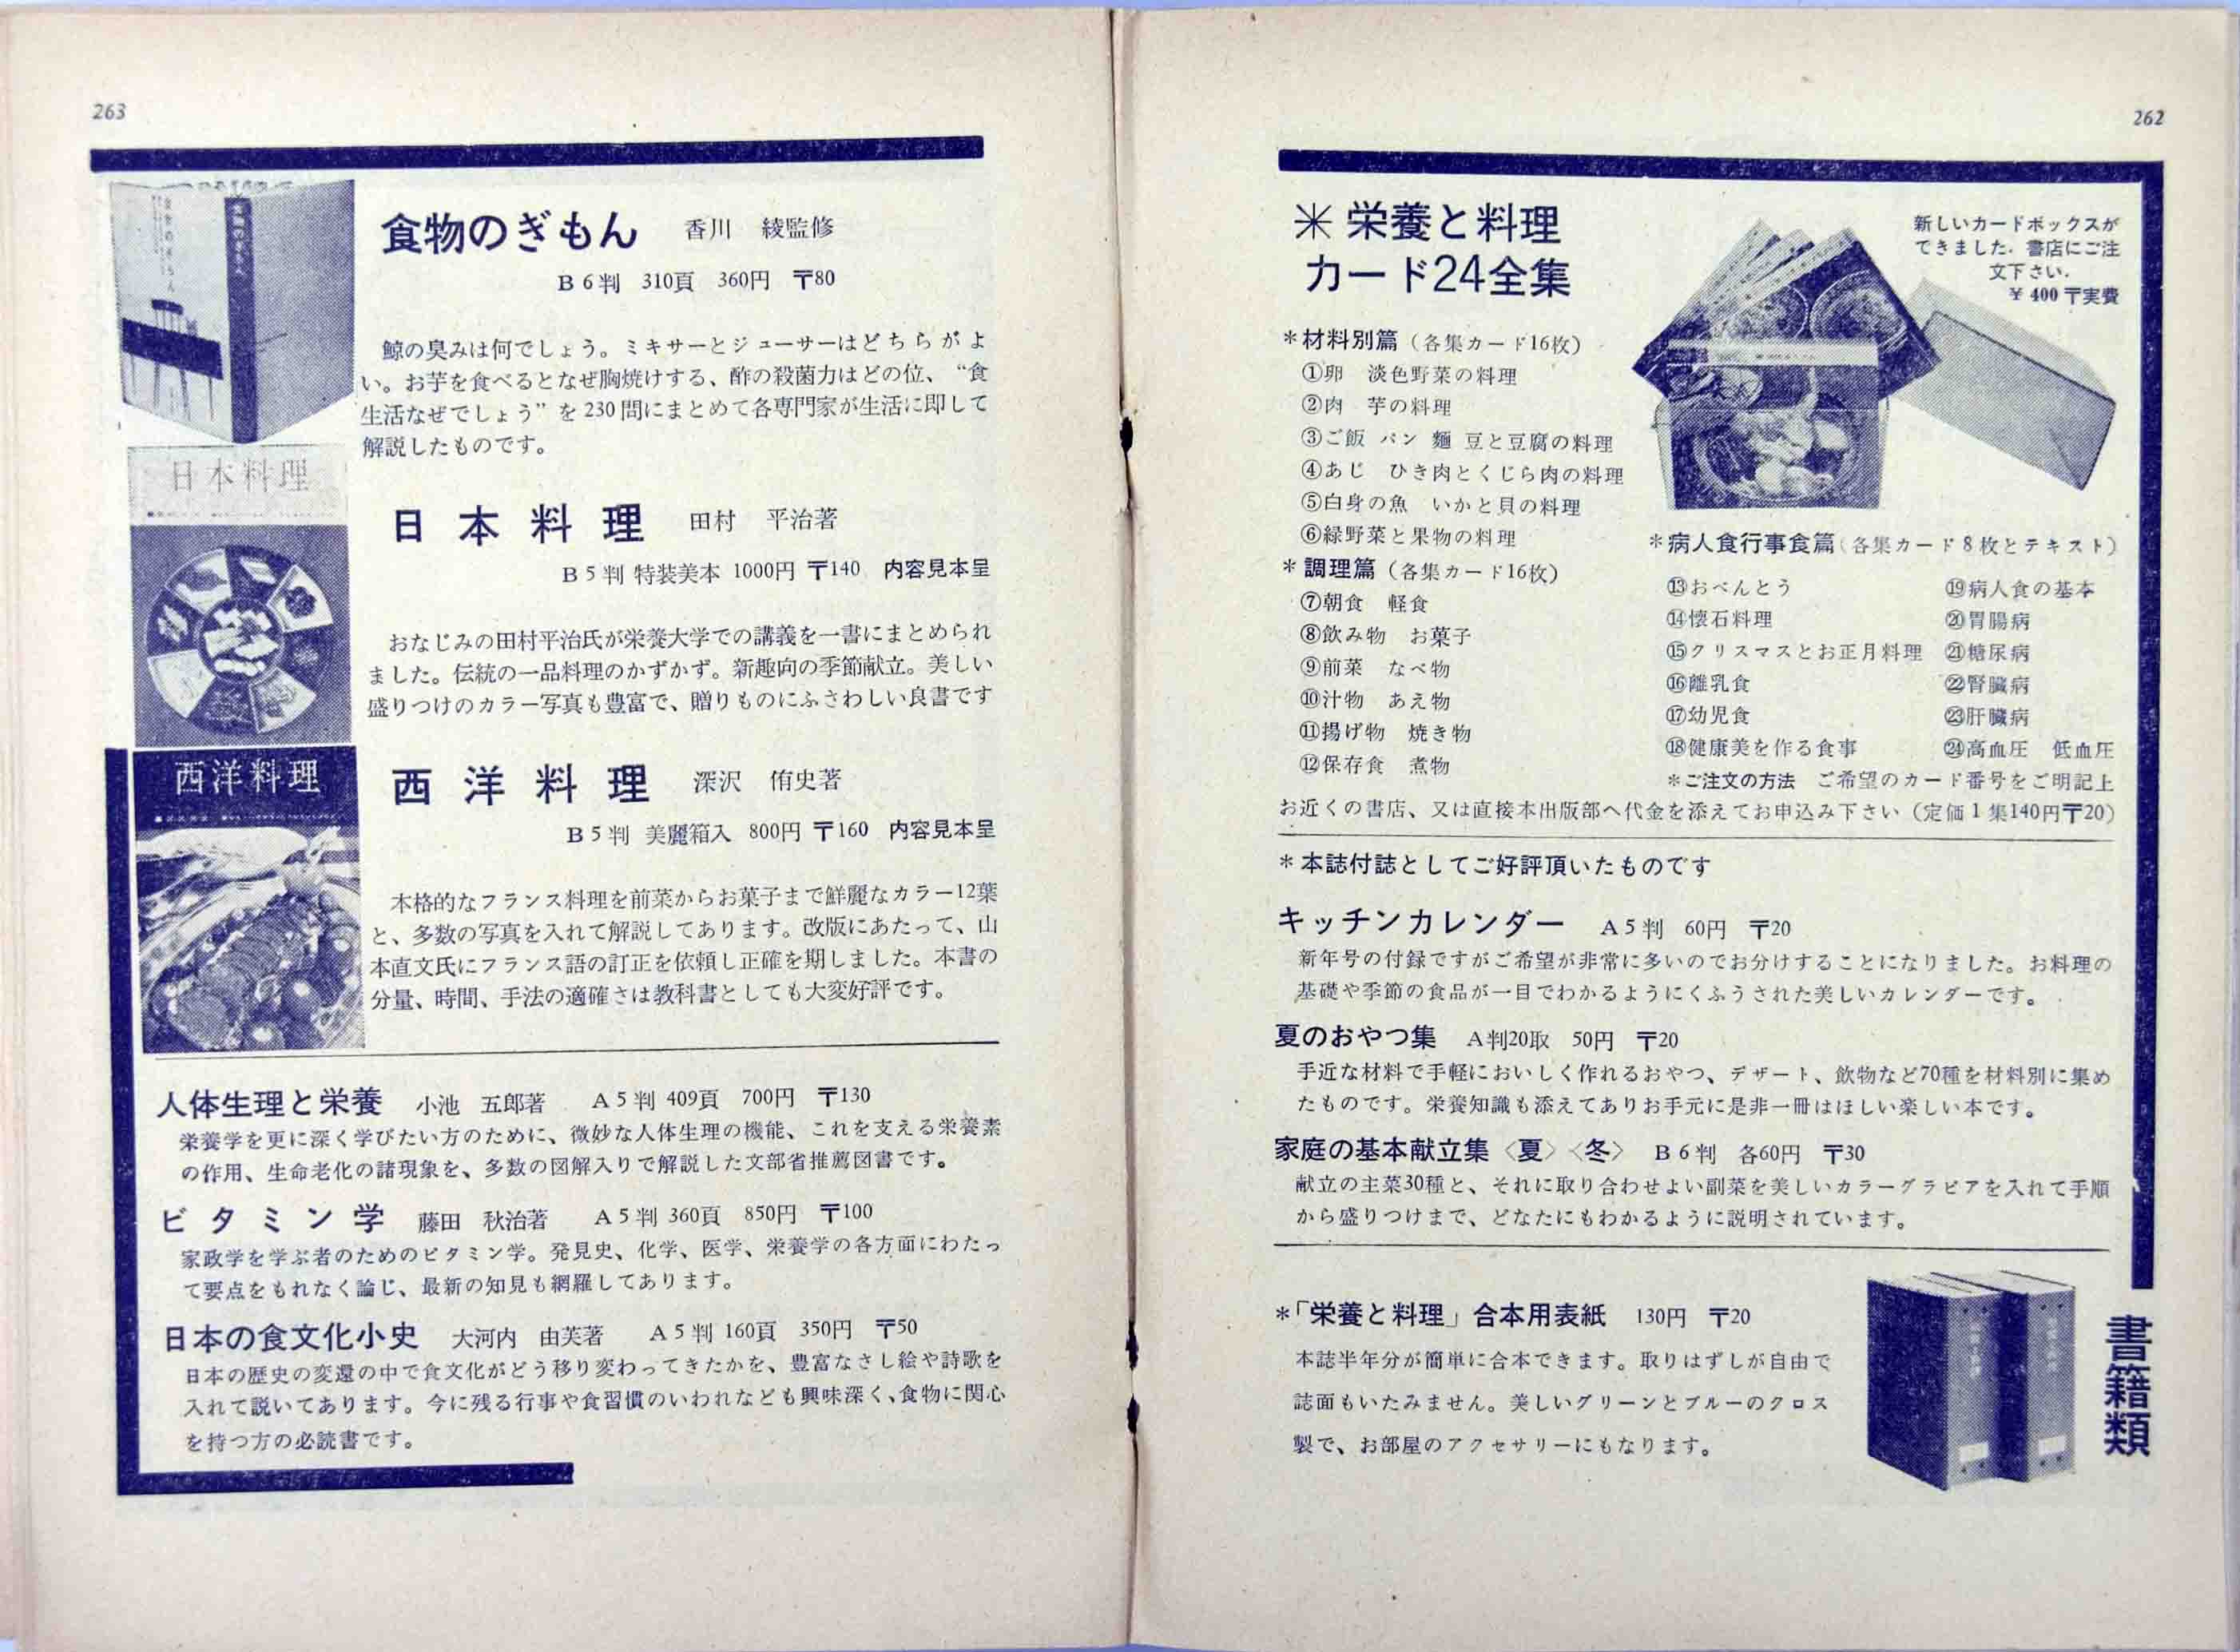 262
＊栄養と料理
カード24全集
新しいカードボックスが
できました．書店にご注
文下さい．
￥400〒実費
＊材料別篇（各集カード16枚）
①卵　淡色野菜の料理
②肉　芋の料理
③ご飯　パン　麺　豆と豆腐の料理
④あじ　ひき肉とくじら肉の料理
⑤白身の魚　いかと貝の料理
⑥緑野菜と果物の料理
＊調理篇（各集カード16枚）
⑦朝食　軽食
⑧飲み物　お菓子
⑨前菜　なべ物
⑩汁物　あえ物
⑪揚げ物　焼き物
⑫保存食　煮物
＊病人食行事食篇（各集カード8枚とテキスト）
⑬おべんとう
⑭懐石料理
⑮クリスマスとお正月料理
⑯離乳食
⑰幼児食
⑱健康美を作る食事
⑲病人食の基本
⑳胃腸病
㉑糖尿病
㉒腎臓病
㉓肝臓病
㉔高血圧　低血圧
＊ご注文の方法　ご希望のカード番号をご明記上
お近くの書店、又は直接本出版部へ代金を添えてお申込み下さい（定価1集140円〒20）
＊本誌付誌としてご好評頂いたものです
キッチンカレンダー　A5判　60円　〒20
新年号の付録ですがご希望が非常に多いのでお分けすることになりました。お料理の
基礎や季節の食品が一目でわかるようにくふうされた美しいカレンダーです。
夏のおやつ集　A判20取　50円　〒20
手近な材料で手軽においしく作れるおやつ、デザート、飲物など70種を材料別に集め
たものです。栄養知識も添えてありお手元に是非一冊はほしい楽しい本です。
家庭の基本献立集〈夏〉〈冬〉　B6判　各60円　〒30
献立の主菜30種と、それに取り合わせよい副菜を美しいカラーグラビアを入れて手順
から盛りつけまで、どなたにもわかるように説明されています。
＊「栄養と料理」合本用表紙　130円　〒20
本誌半年分が簡単に合本できます。取りはずしが自由で
誌面もいたみません。美しいグリーンとブルーのクロス
製で、お部屋のアクセサリーにもなります。
書籍類
263
食物のぎもん　香川　綾監修
B6判　310頁　360円　〒80
鯨の臭みは何でしょう。ミキサーとジューサーはどちらがよ
い。お芋を食べるとなぜ胸焼けする、酢の殺菌力はどの位、“食
生活なぜでしょう”を230問にまとめて各専門家が生活に即して
解説したものです。
食物のぎもん
日本料理
日本料理　田村　平治著
B5判　特装美本　1000円　〒140　内容見本呈
おなじみの田村平治氏が栄養大学での講義を一書にまとめられ
ました。伝統の一品料理のかずかず。新趣向の季節献立。美しい
盛りつけのカラー写真も豊富で、贈りものにふさわしい良書です
西洋料理
西洋料理　深沢　侑史著
B5判　美麗箱入　800円　〒160　内容見本呈
本格的なフランス料理を前菜からお菓子まで鮮麗なカラー12葉
と、多数の写真を入れて解説してあります。改版にあたって、山
本直文氏にフランス語の訂正を依頼し正確を期しました。本書の
分量、時間、手法の適確さは教科書としても大変好評です。
人体生理と栄養　小池　五郎著　A5判　409頁　700円　〒130
栄養学を更に深く学びたい方のために、微妙な人体生理の機能、これを支える栄養素
の作用、生命老化の諸現象を、多数の図解入りで解説した文部省推薦図書です。
ビタミン学　藤田　秋治著　A5判　360頁　850円　〒100
家政学を学ぶ者のためのビタミン学。発見史、化学、医学、栄養学の各方面にわたっ
て要点をもれなく論じ、最新の知見も網羅してあります。
日本の食文化小史　大河内　由芙著　A5判　160頁　350円　〒50
日本の歴史の変還の中で食文化がどう移り変わってきたかを、豊富なさし絵や詩歌を
入れて説いてあります。今に残る行事や食習慣のいわれなども興味深く、食物に関心
を持つ方の必読書です。